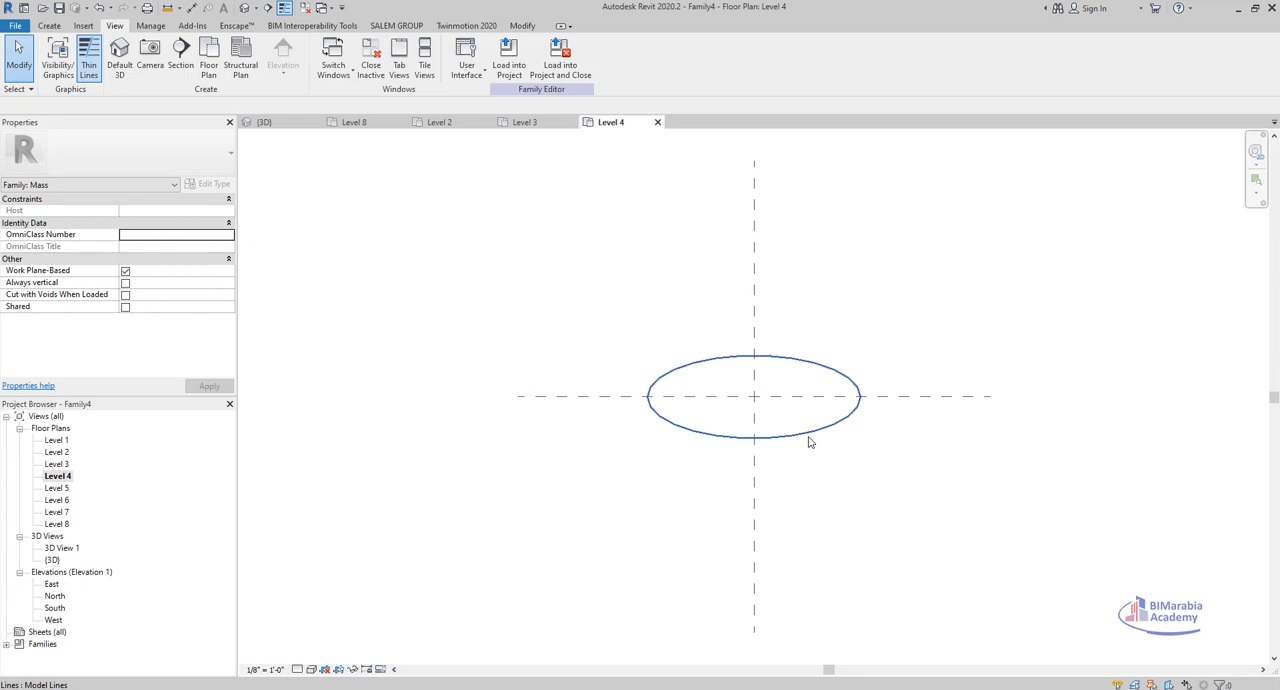 Autodesk Revit 2020.2 - Family4 - Floor Plan: Level 4
Sign In
File Create Insert View Manage Add-Ins Enscape™ BIM Interoperability Tools SALEM GROUP Twinmotion 2020 Modify
Modify Visibility/ Graphics Thin Lines Default 3D Camera Section Floor Plan Structural Plan Elevation Switch Windows Close Inactive Tab Views Tile Views User Interface Load into Project Load into Project and Close
Select Graphics Create Windows Family Editor
Properties
{3D} Level 8 Level 2 Level 3 Level 4
Family: Mass Edit Type
Constraints
Host
Identity Data
OmniClass Number
OmniClass Title
Other
Work Plane-Based
Always vertical
Cut with Voids When Loaded
Shared
Properties help Apply
Project Browser - Family4
Views (all)
Floor Plans
Level 1
Level 2
Level 3
Level 4
Level 5
Level 6
Level 7
Level 8
3D Views
3D View 1
{3D}
Elevations (Elevation 1)
East
North
South
West
Sheets (all)
Families
BIMarabia
Academy
1/8" = 1'-0"
Lines : Model Lines
:0